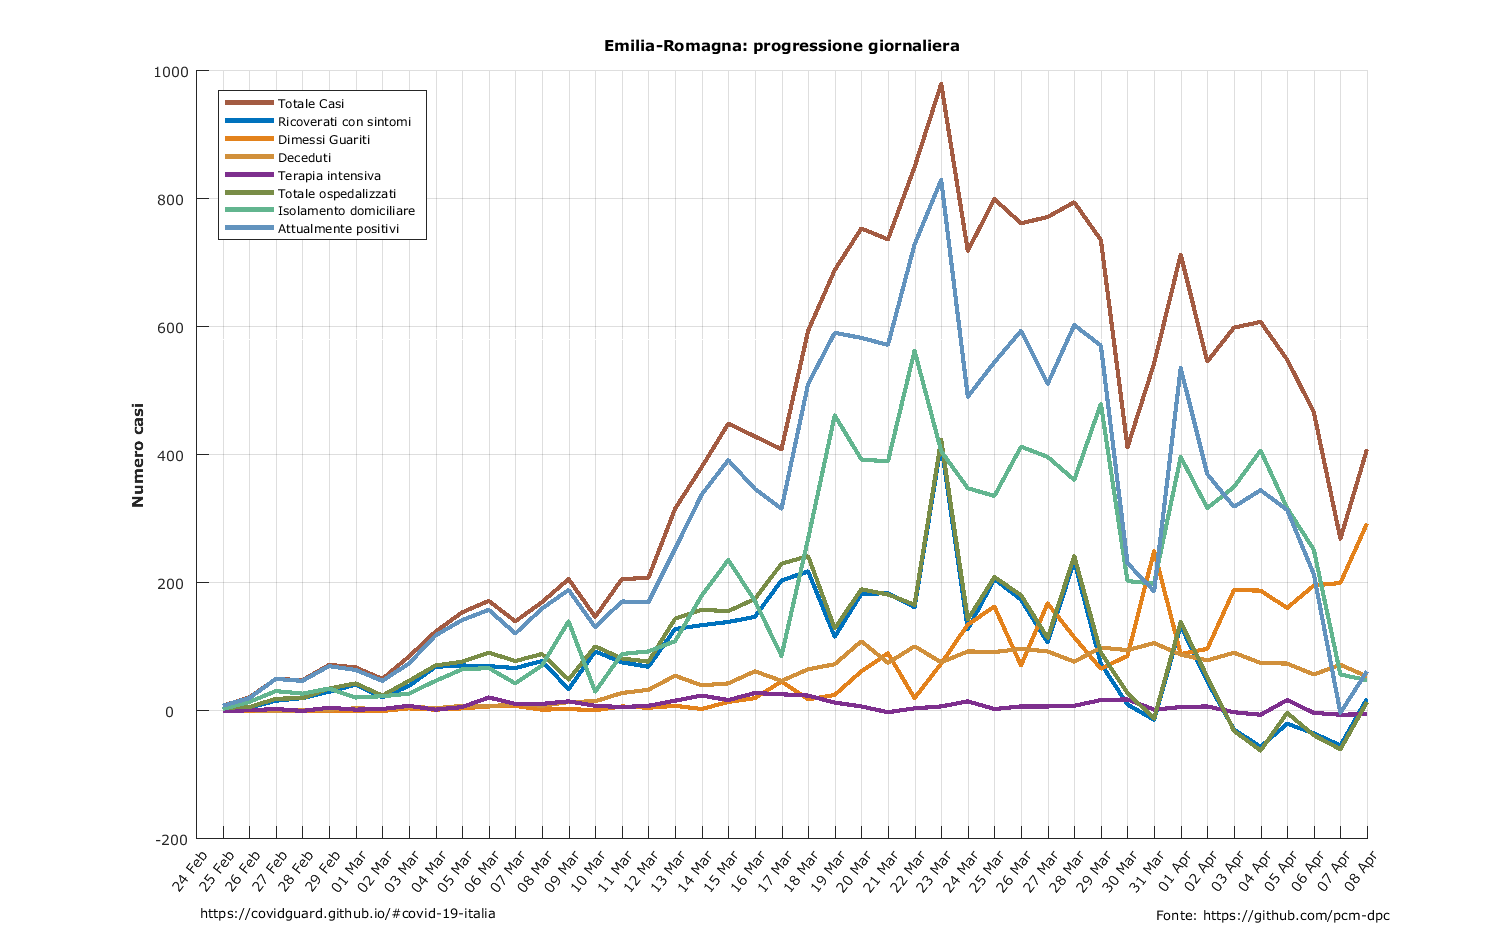 Emilia-Romagna: progressione giornaliera
1000
800
600
400
200
0
-200
Numero casi
Totale Casi
Ricoverati con sintomi
Dimessi Guariti
Deceduti
Terapia intensiva
Totale ospedalizzati
Isolamento domiciliare
Attualmente positivi
24 Feb
25 Feb
26 Feb
27 Feb
28 Feb
29 Feb
01 Mar
02 Mar
03 Mar
04 Mar
05 Mar
06 Mar
07 Mar
08 Mar
09 Mar
10 Mar
11 Mar
12 Mar
13 Mar
14 Mar
15 Mar
16 Mar
17 Mar
18 Mar
19 Mar
20 Mar
21 Mar
22 Mar
23 Mar
24 Mar
25 Mar
26 Mar
27 Mar
28 Mar
29 Mar
30 Mar
31 Mar
01 Apr
02 Apr
03 Apr
04 Apr
05 Apr
06 Apr
07 Apr
08 Apr
https://covidguard.github.io/#covid-19-italia
Fonte: https://github.com/pcm-dpc